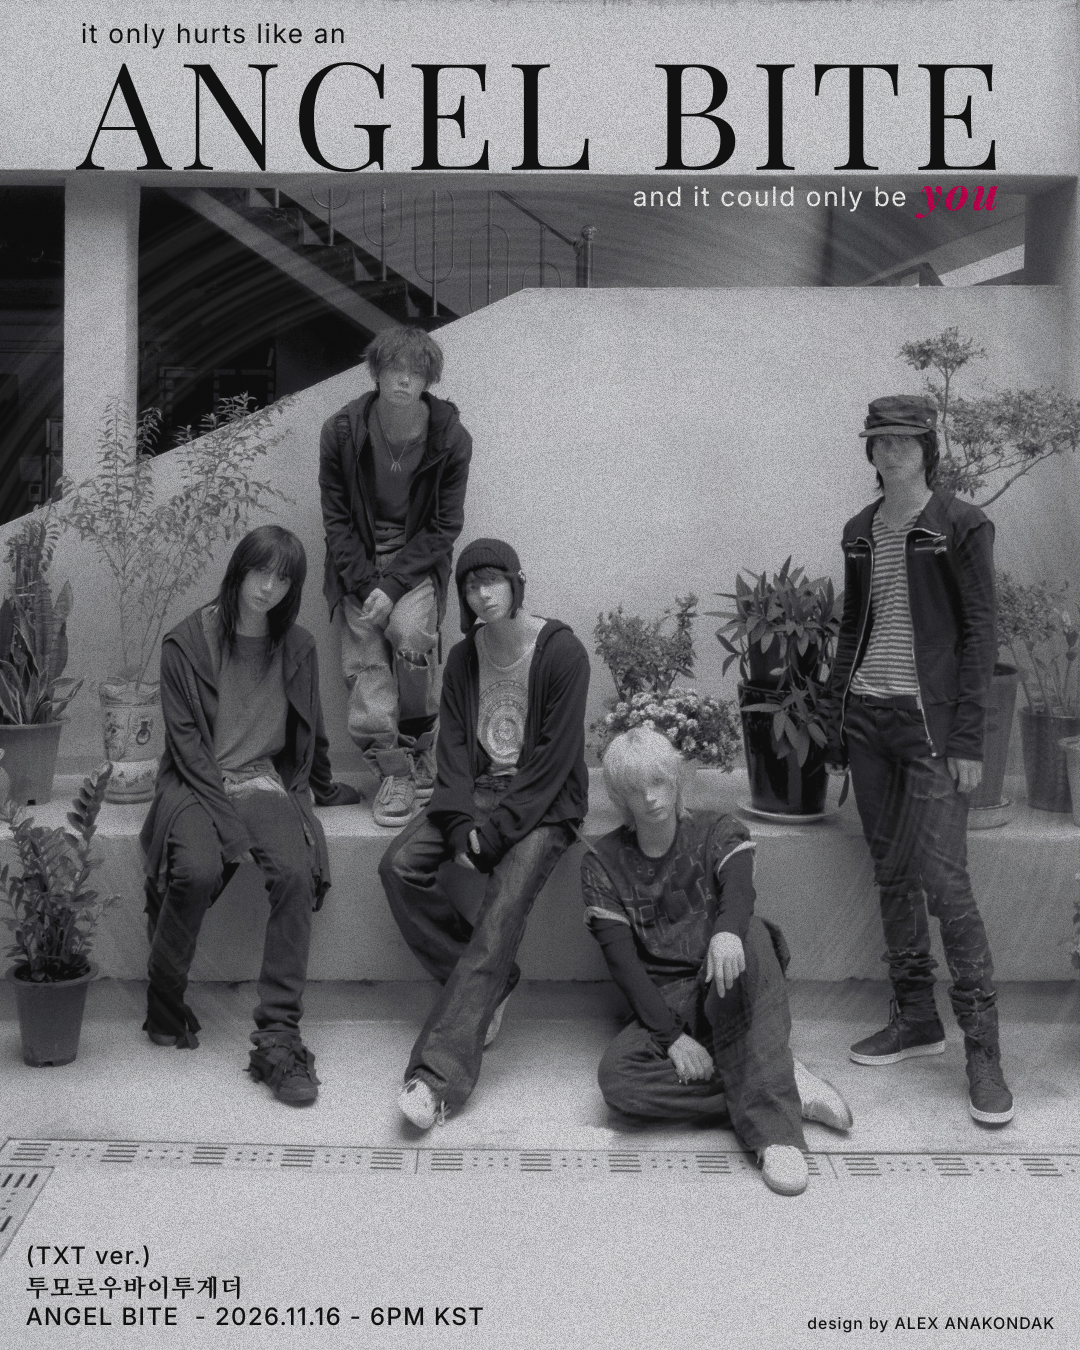 it only hurts like an
ANGEL BITE
and it could only be you
(TXT ver.)
투모로우바이투게더
ANGEL BITE - 2026.11.16 - 6PM KST
design by ALEX ANAKONDAK